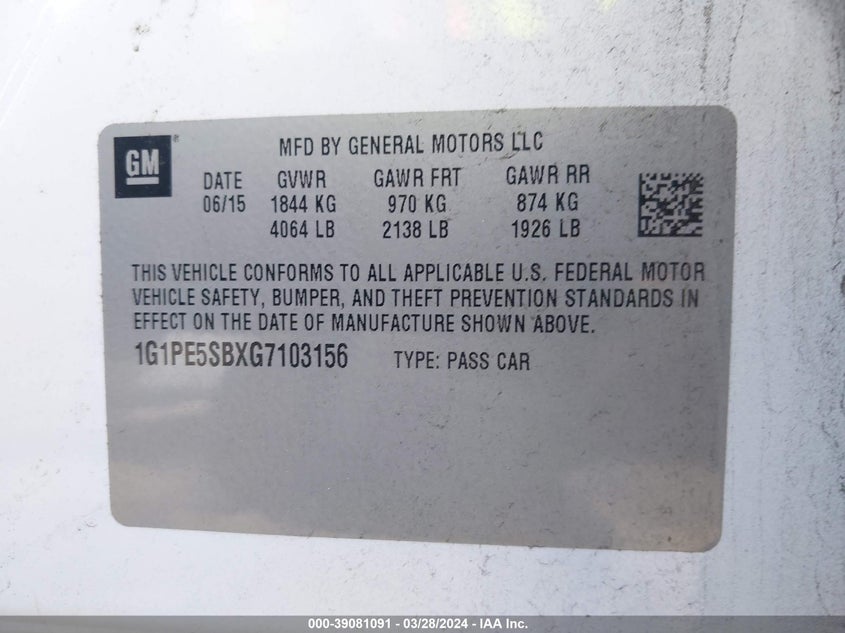 GM®
MFD BY GENERAL MOTORS LLC
DATE GVWR GAWR FRT GAWR RR
06/15 1844 KG 970 KG 874 KG
4064 LB 2138 LB 1926 LB
THIS VEHICLE CONFORMS TO ALL APPLICABLE U.S. FEDERAL MOTOR
VEHICLE SAFETY, BUMPER, AND THEFT PREVENTION STANDARDS IN
EFFECT ON THE DATE OF MANUFACTURE SHOWN ABOVE.
1G1PE5SBXG7103156 TYPE: PASS CAR
000-39081091 - 03/28/2024 - IAA Inc.